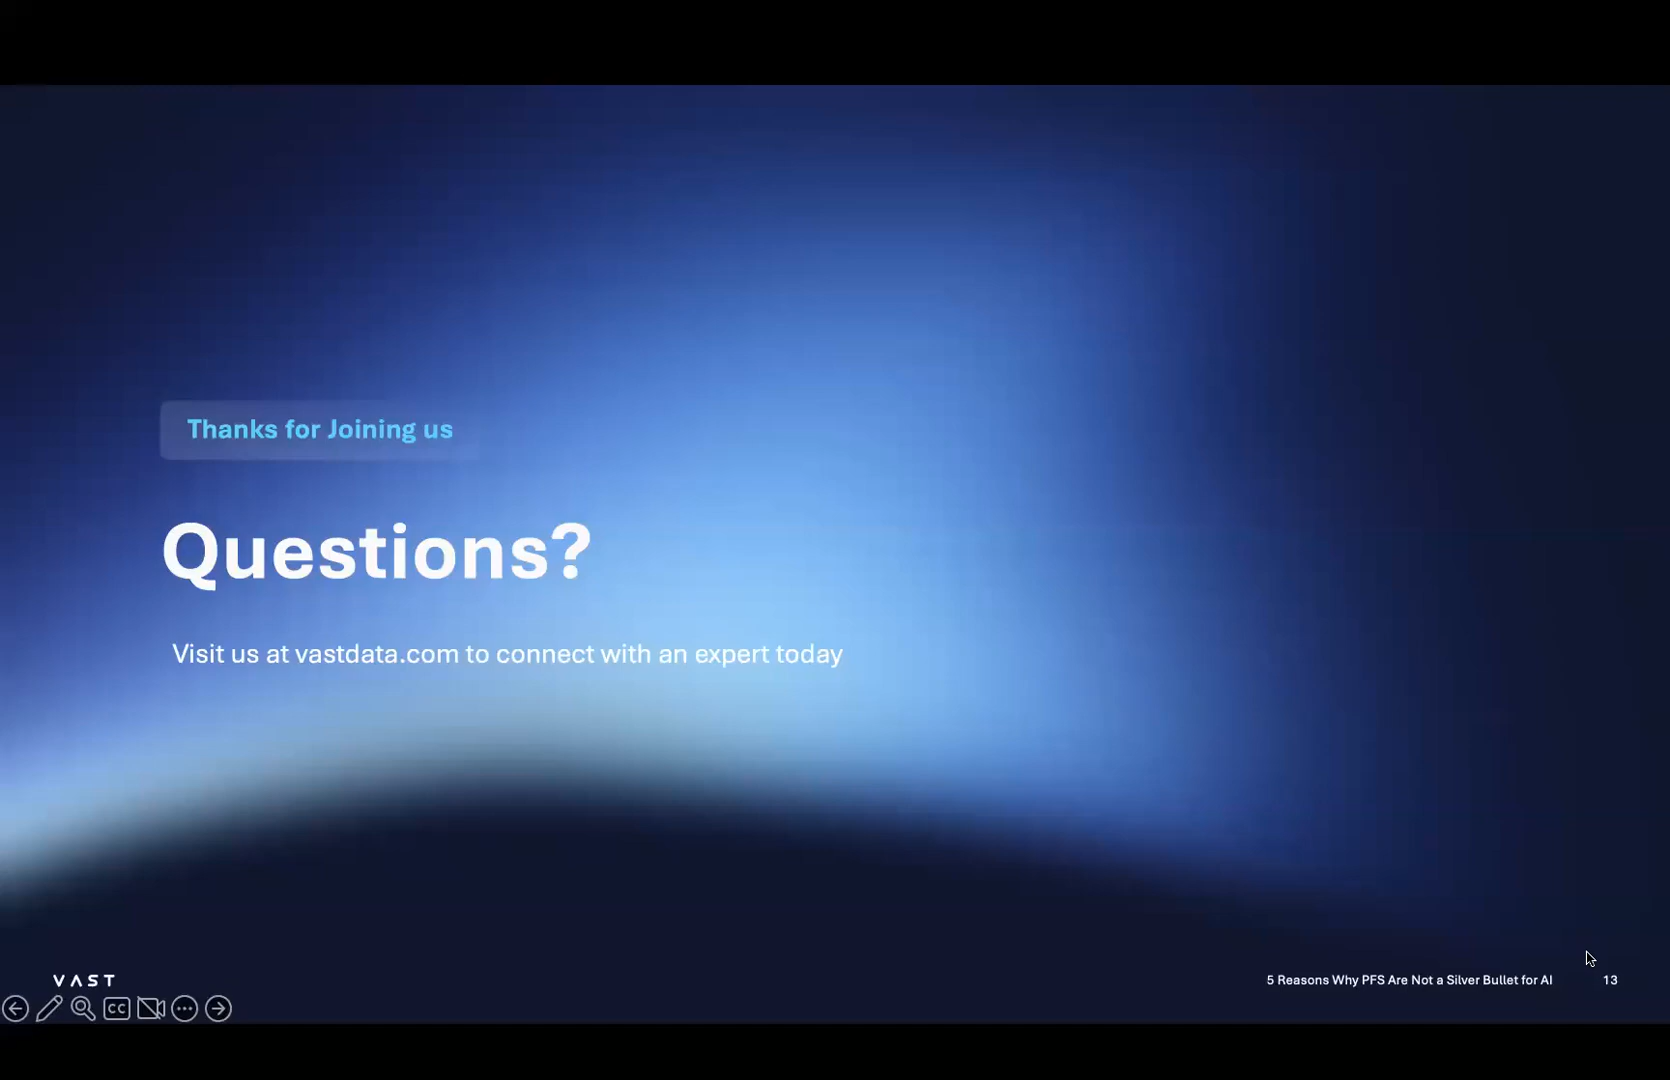 Thanks for Joining us
Questions?
Visit us at vastdata.com to connect with an expert today
VAST
5 Reasons Why PFS Are Not a Silver Bullet for AI
13
CC